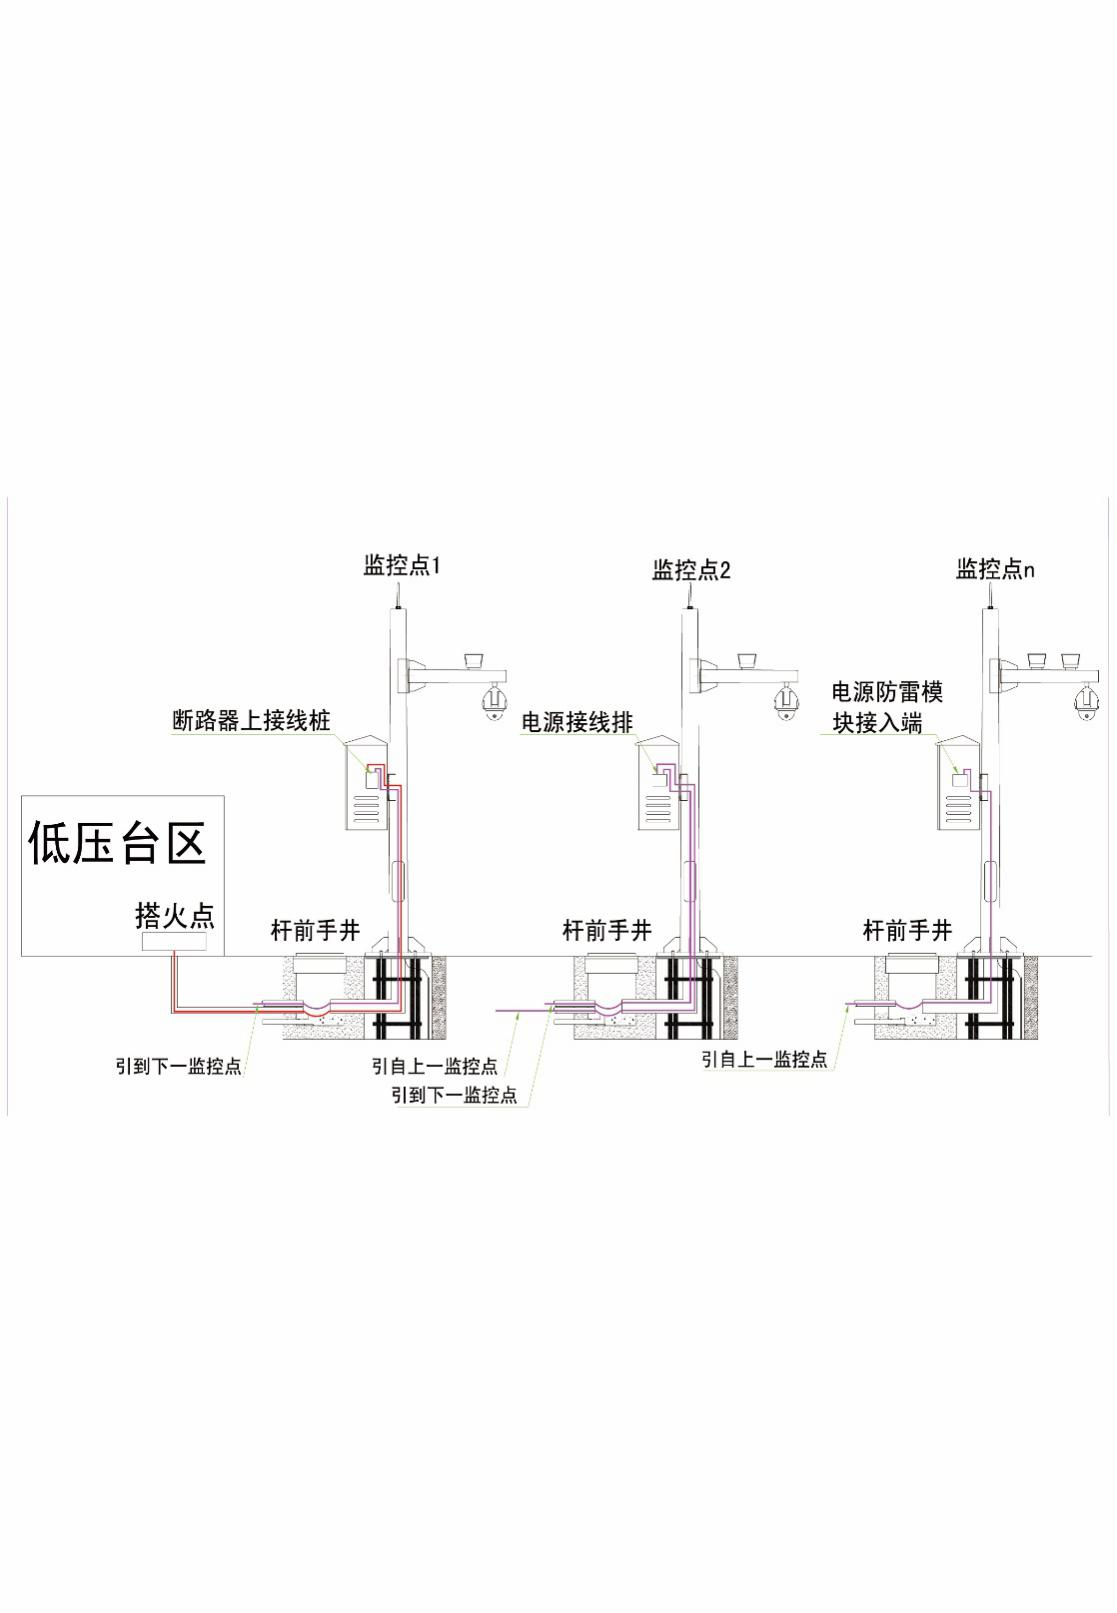 监控点1
监控点2
监控点n
断路器上接线桩
电源接线排
电源防雷模
块接入端
低压台区
搭火点
杆前手井
杆前手井
杆前手井
引到下一监控点
引自上一监控点
引到下一监控点
引自上一监控点